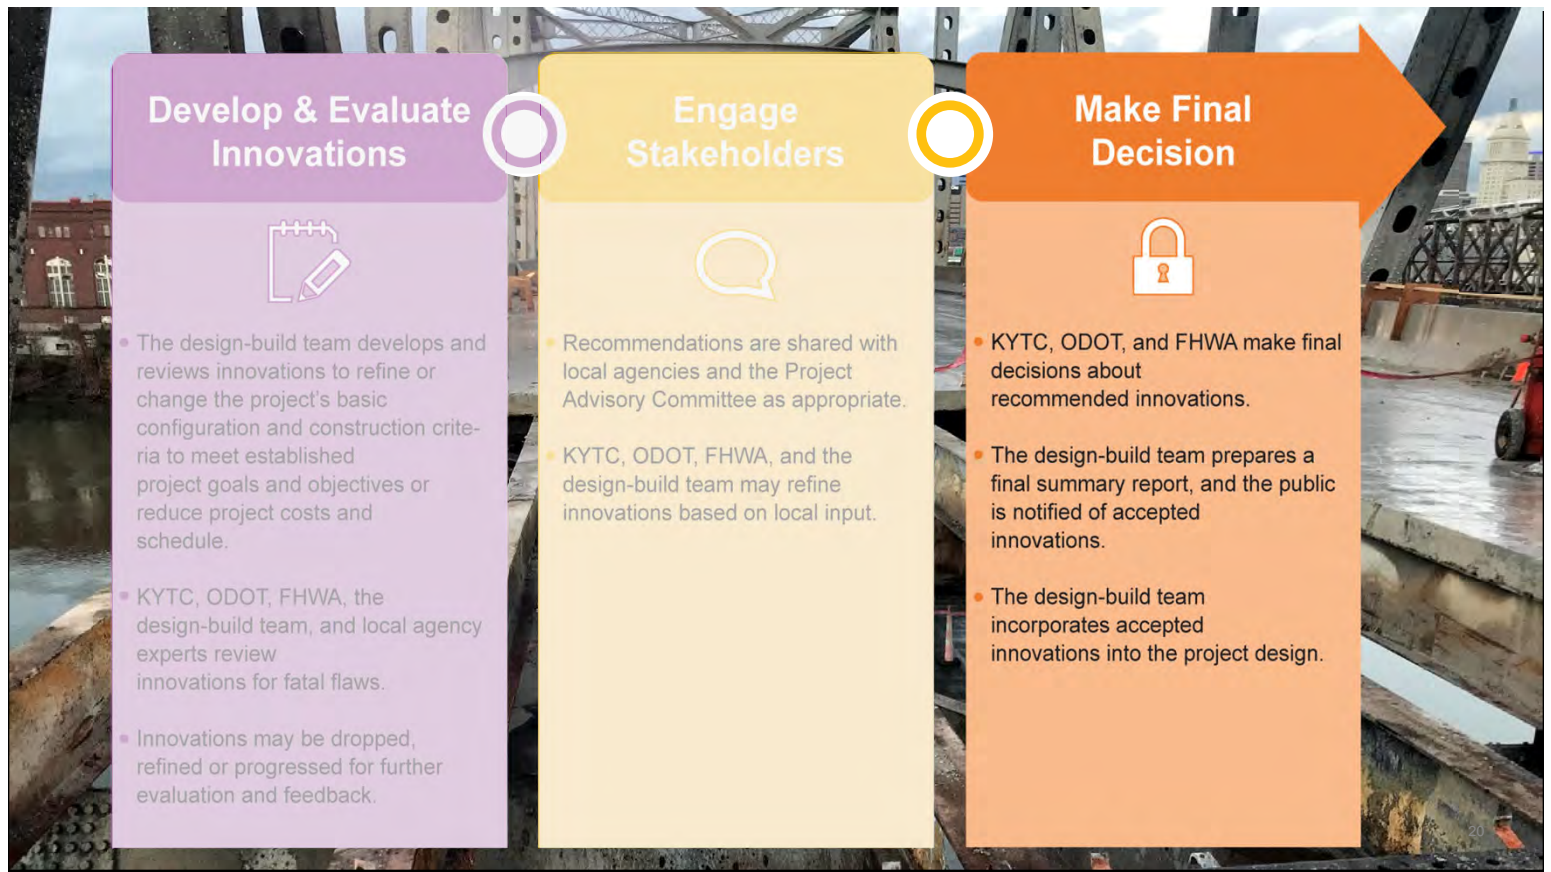 Develop & Evaluate
Innovations
The design-build team develops and
reviews innovations to refine or
change the project's basic
configuration and construction crite-
ria to meet established
project goals and objectives or
reduce project costs and
schedule.
KYTC, ODOT, FHWA, the
design-build team, and local agency
experts review
innovations for fatal flaws.
Innovations may be dropped,
refined or progressed for further
evaluation and feedback.
Engage
Stakeholders
Recommendations are shared with
local agencies and the Project
Advisory Committee as appropriate.
KYTC, ODOT, FHWA, and the
design-build team may refine
innovations based on local input.
Make Final
Decision
KYTC, ODOT, and FHWA make final
decisions about
recommended innovations.
The design-build team prepares a
final summary report, and the public
is notified of accepted
innovations.
The design-build team
incorporates accepted
innovations into the project design.
20